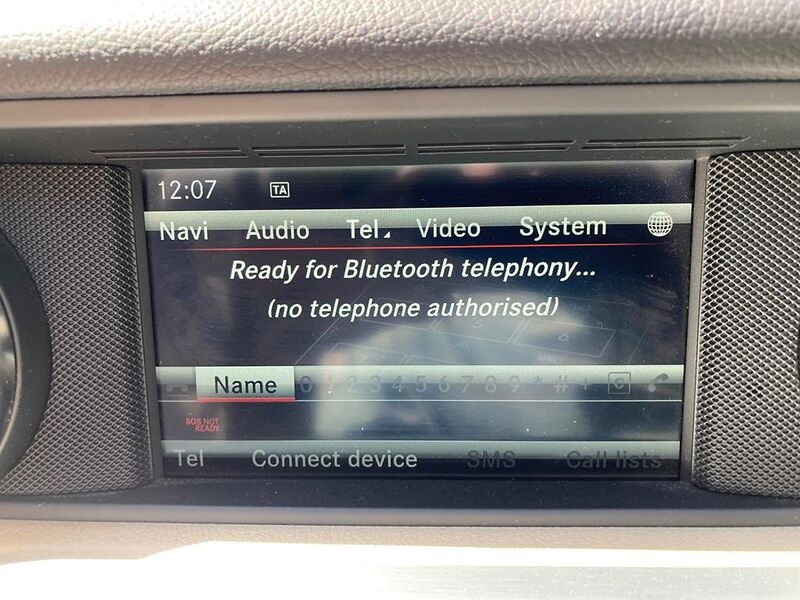 12:07 TA
Navi Audio Tel Video System
Ready for Bluetooth telephony...
(no telephone authorised)
Name 0 1 2 3 4 5 6 7 8 9 * # + C
SOS NOT
READY
Tel Connect device SMS Call lists